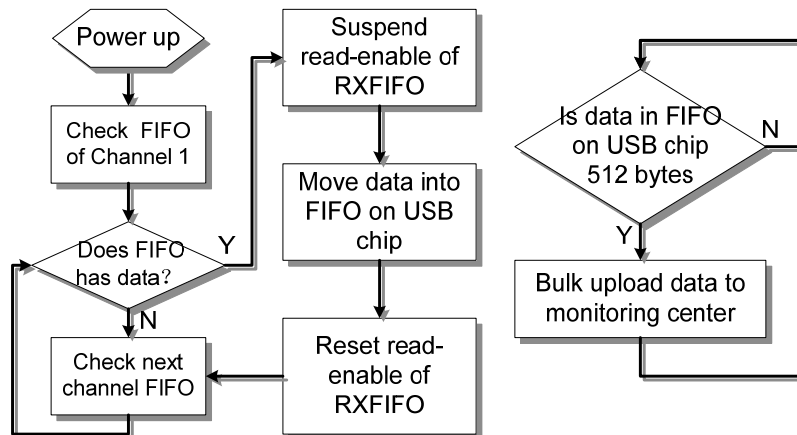 Power up
Check FIFO
of Channel 1
Does FIFO
has data?
Y
N
Check next
channel FIFO
Suspend
read-enable of
RXFIFO
Move data into
FIFO on USB
chip
Reset read-
enable of
RXFIFO
Is data in FIFO
on USB chip
512 bytes
N
Y
Bulk upload data to
monitoring center